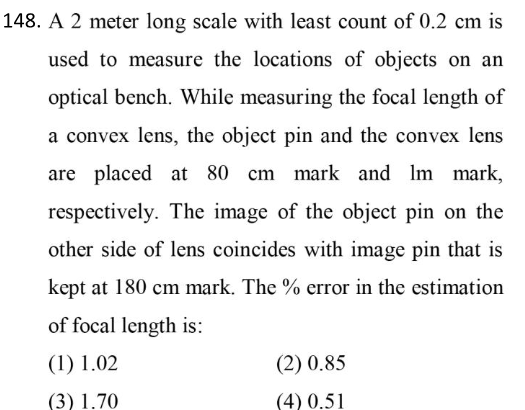 148. A 2 meter long scale with least count of 0.2 cm is
used to measure the locations of objects on an
optical bench. While measuring the focal length of
a convex lens, the object pin and the convex lens
are placed at 80 cm mark and lm mark,
respectively. The image of the object pin on the
other side of lens coincides with image pin that is
kept at 180 cm mark. The % error in the estimation
of focal length is:
(1) 1.02 (2) 0.85
(3) 1.70 (4) 0.51